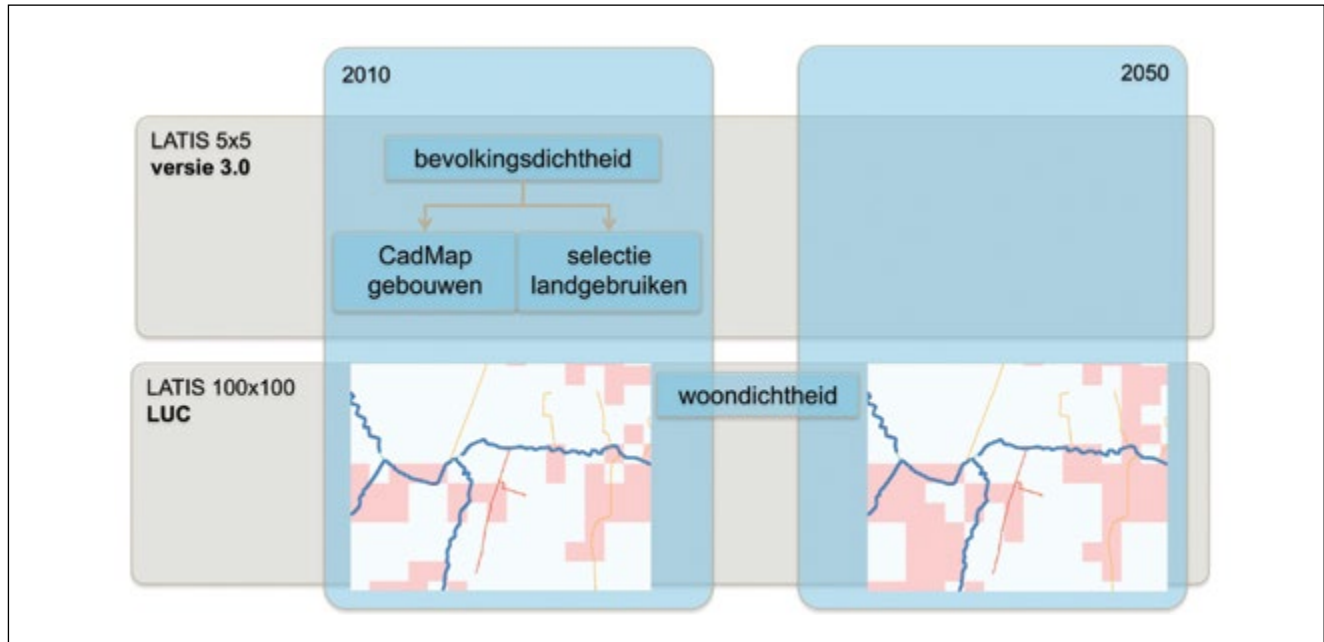 2010
2050
LATIS 5x5
versie 3.0
bevolkingsdichtheid
CadMap
gebouwen
selectie
landgebruiken
LATIS 100x100
LUC
woondichtheid